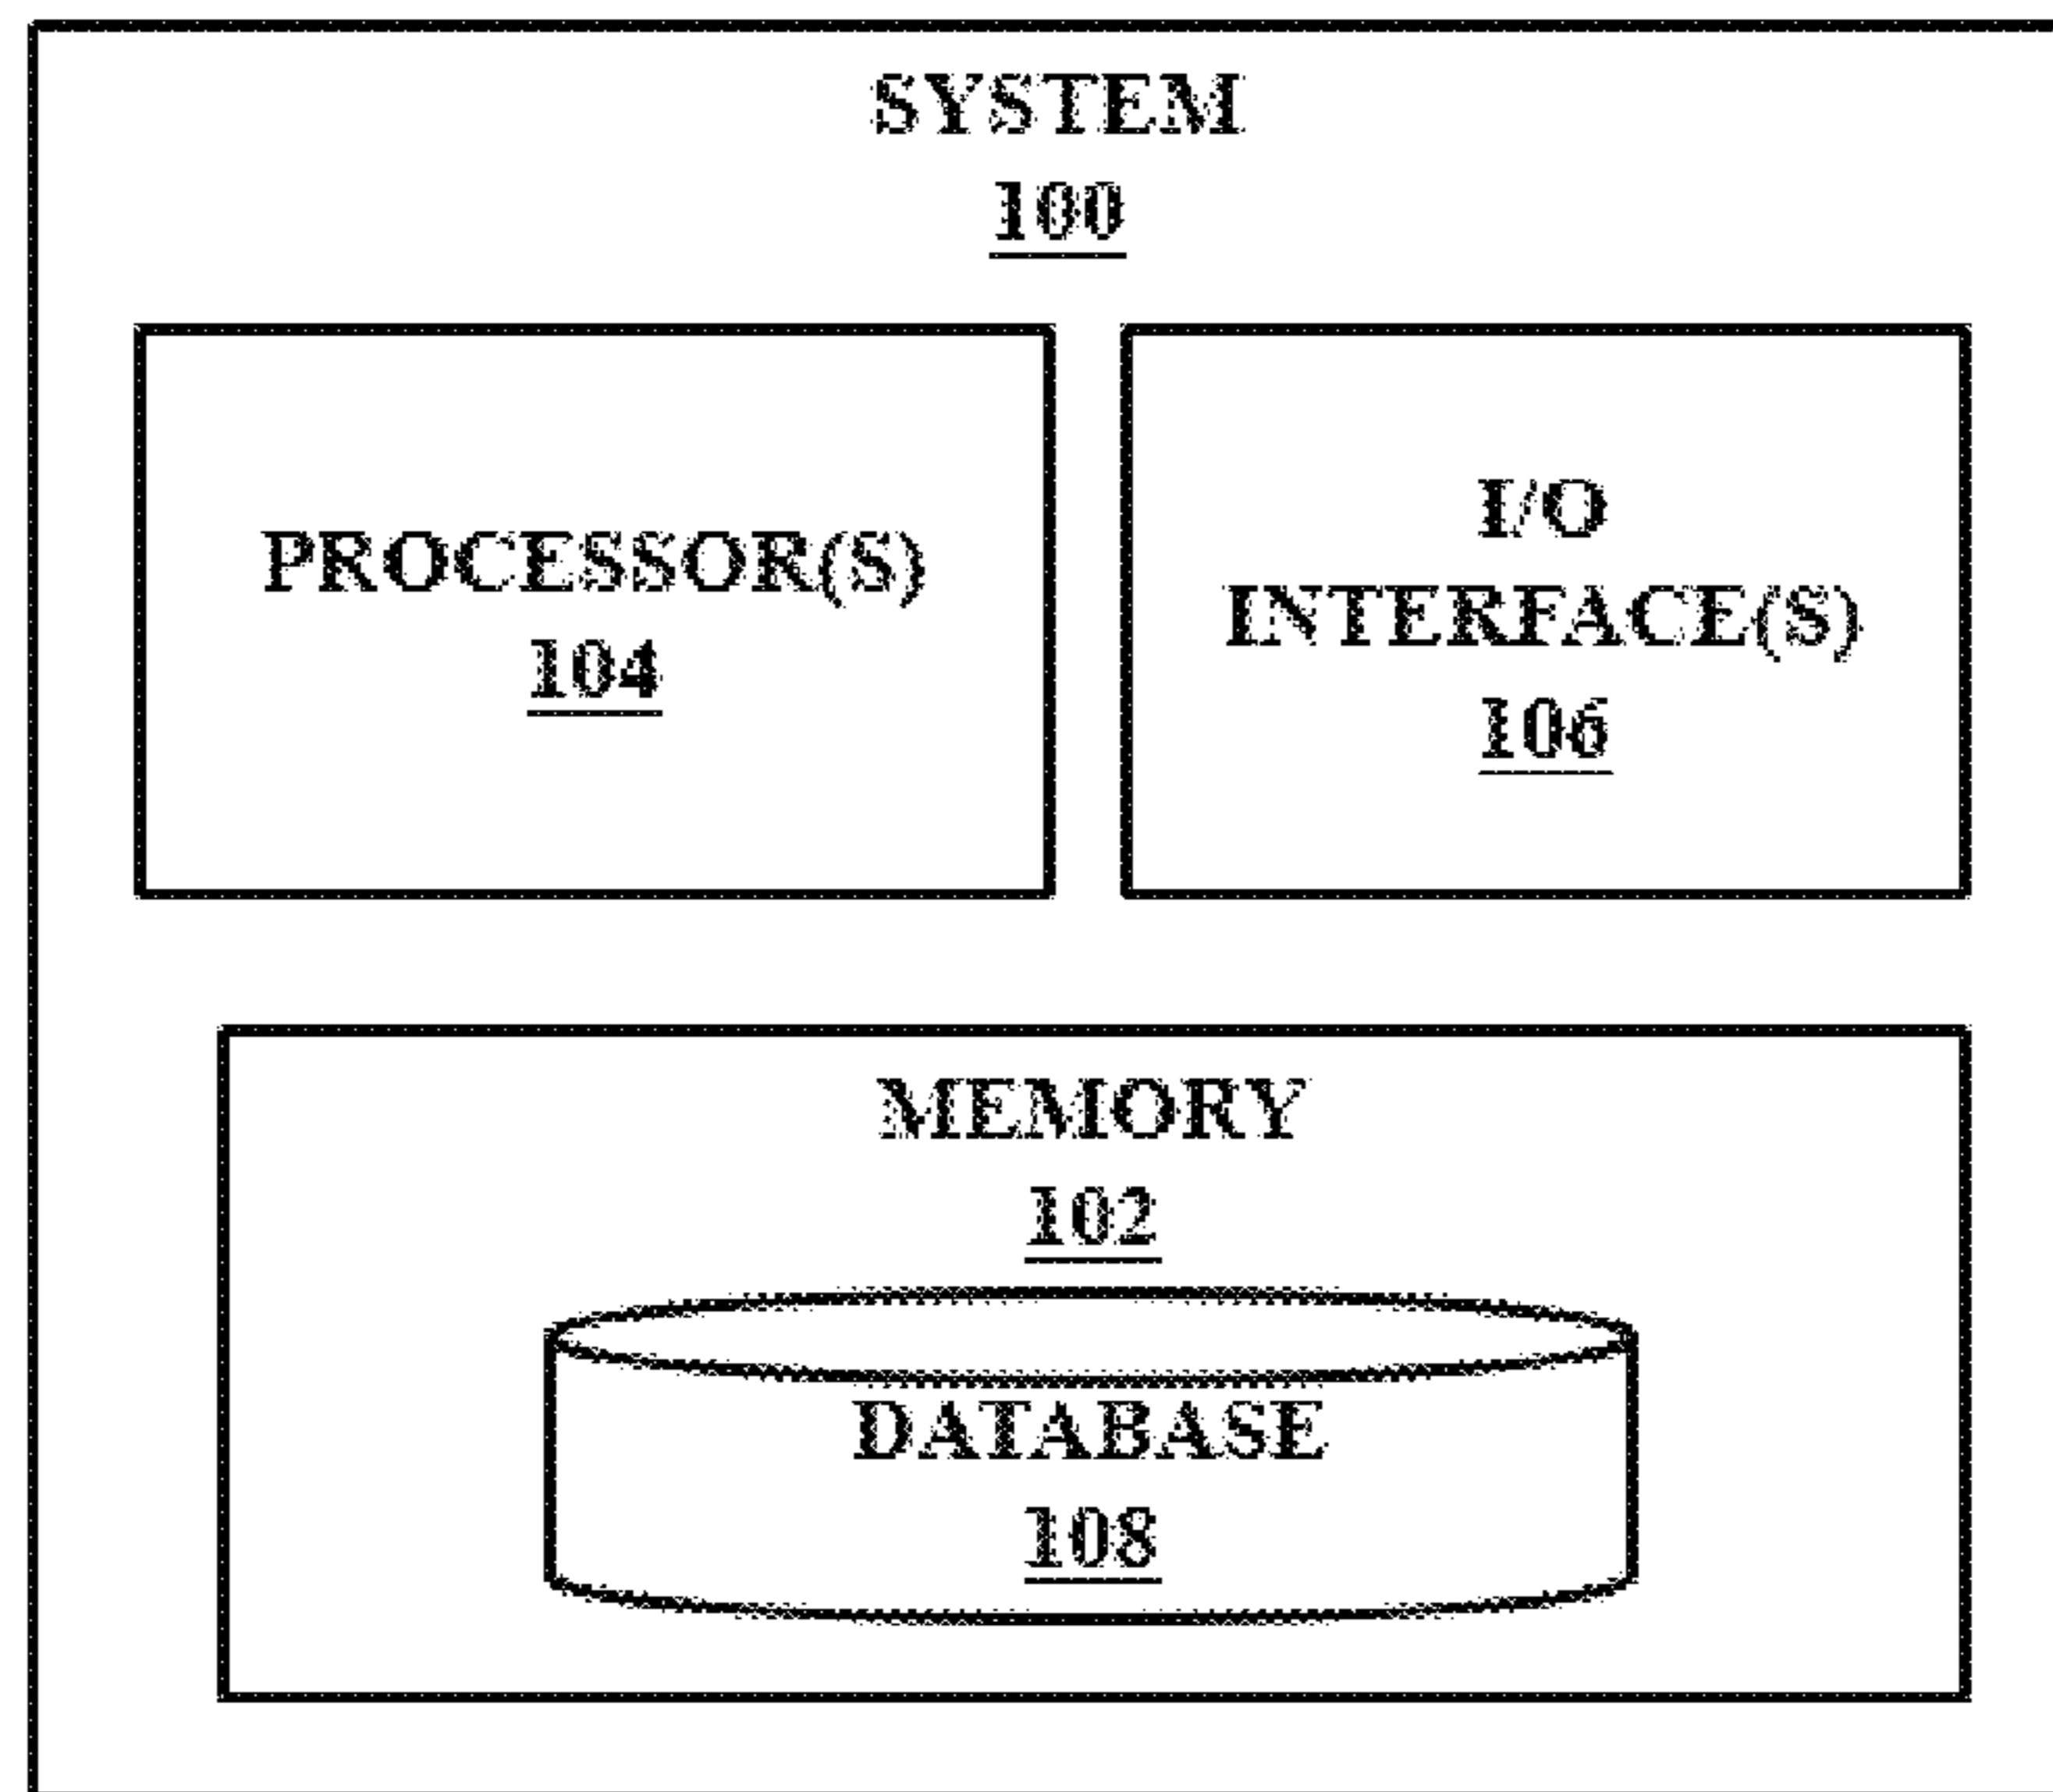 SYSTEM
100
PROCESSOR(S)
104
I/O
INTERFACE(S)
106
MEMORY
102
DATABASE
108